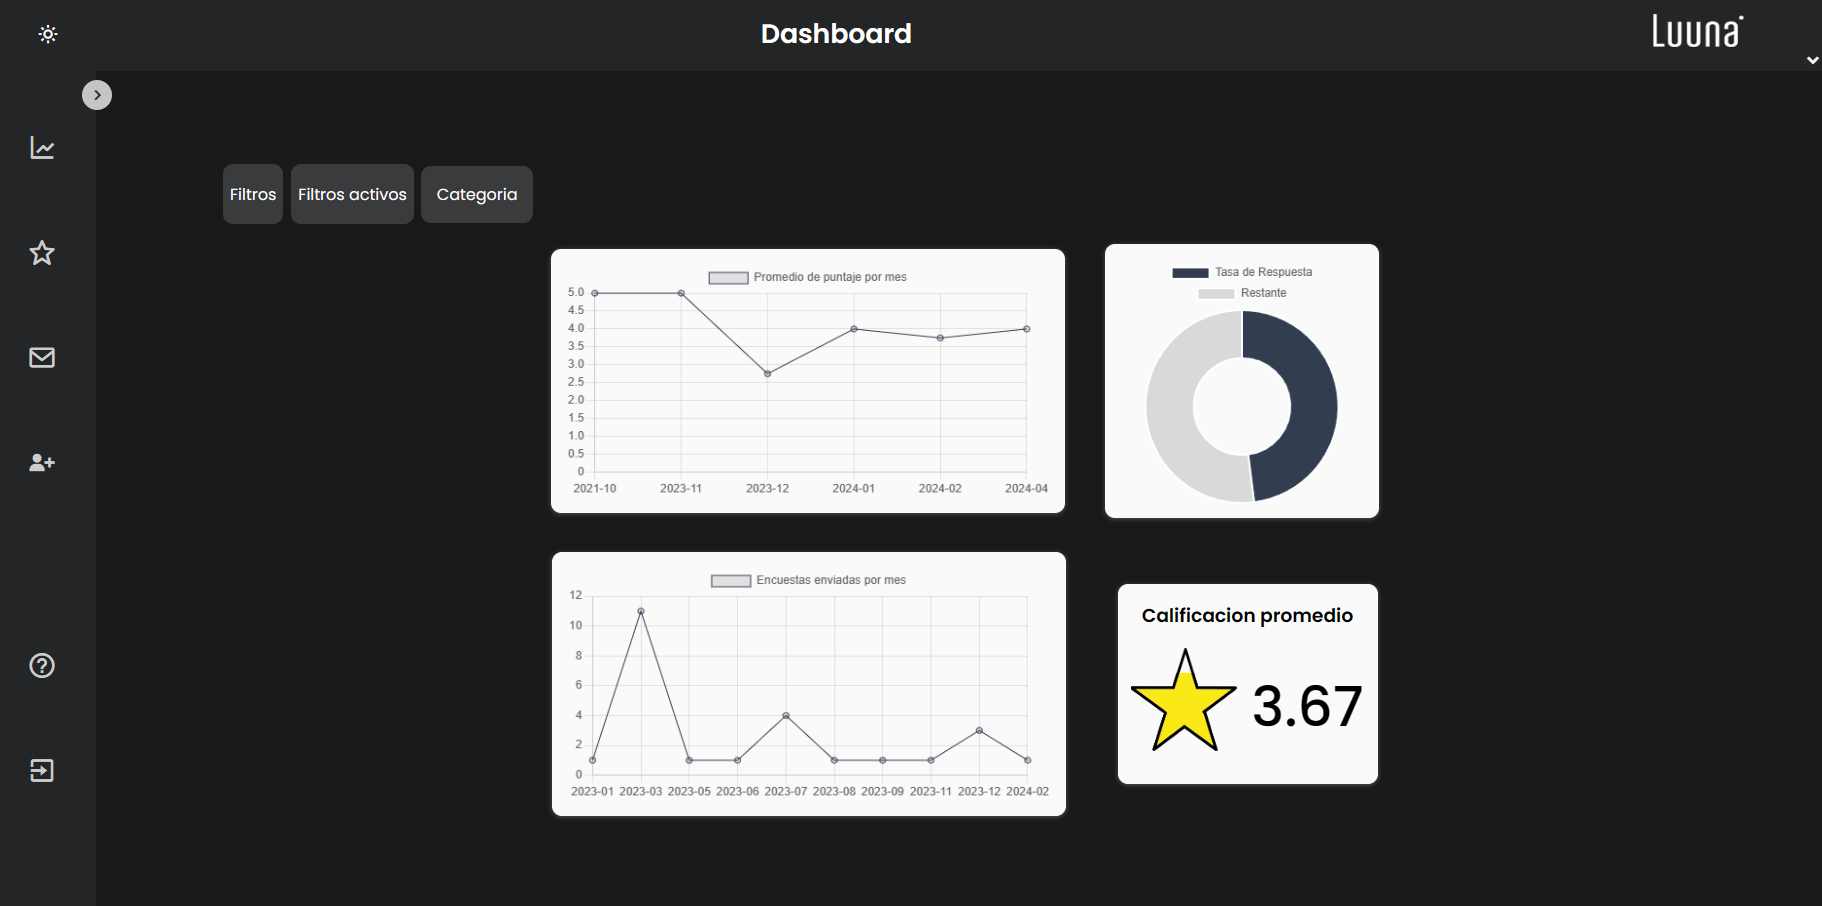 Dashboard
Luuna
Filtros
Filtros activos
Categoria
Promedio de puntaje por mes
5.0
4.5
4.0
3.5
3.0
2.5
2.0
1.5
1.0
0.5
0
2021-10 2023-11 2023-12 2024-01 2024-02 2024-04
Tasa de Respuesta
Restante
Encuestas enviadas por mes
12
10
8
6
4
2
0
2023-01 2023-03 2023-05 2023-06 2023-07 2023-08 2023-09 2023-11 2023-12 2024-02
Calificacion promedio
3.67